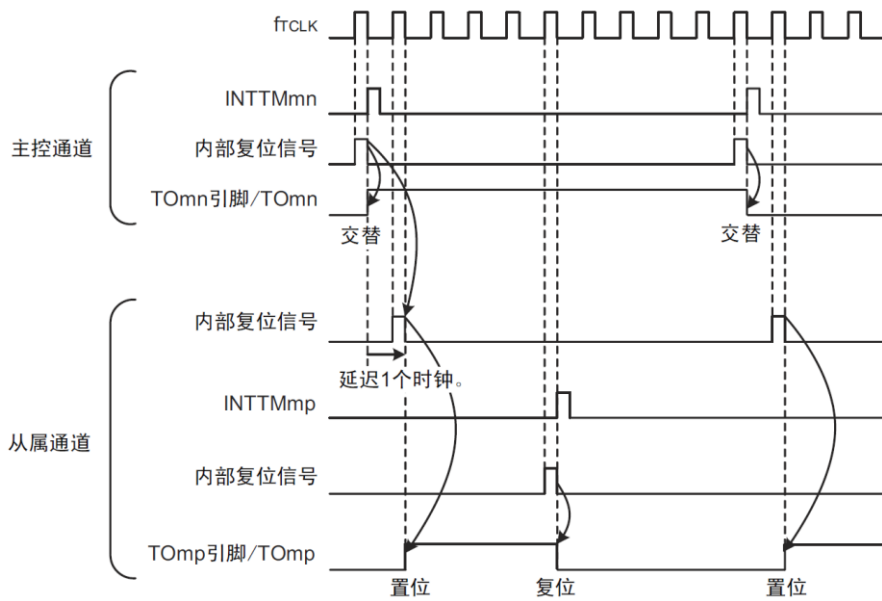 fTCLK
INTTMmn
主控通道
内部复位信号
TOmn引脚/TOmn
交替
交替
内部复位信号
延迟1个时钟。
INTTMmp
从属通道
内部复位信号
TOmp引脚/TOmp
置位
复位
置位